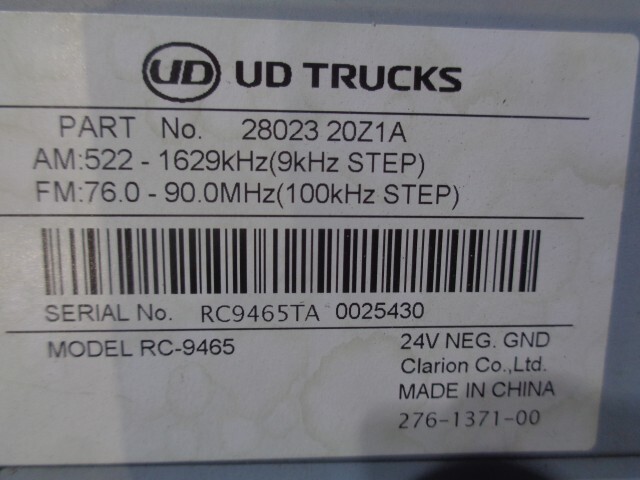 UD UD TRUCKS
PART No. 28023 20Z1A
AM:522 - 1629kHz(9kHz STEP)
FM:76.0 - 90.0MHz(100kHz STEP)
SERIAL No. RC9465TA 0025430
MODEL RC-9465
24V NEG. GND
Clarion Co.,Ltd.
MADE IN CHINA
276-1371-00